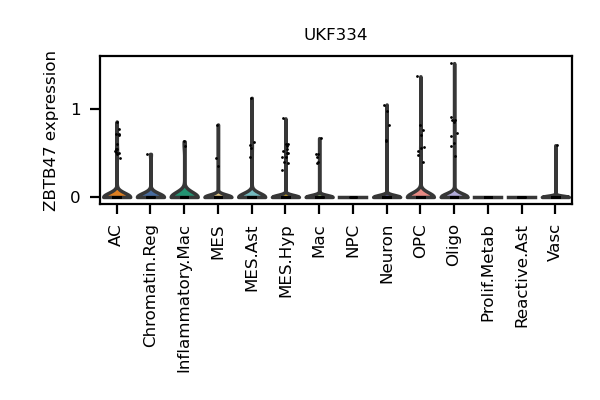 UKF334
ZBTB47 expression
1
0
AC
Chromatin.Reg
Inflammatory.Mac
MES
MES.Ast
MES.Hyp
Mac
NPC
Neuron
OPC
Oligo
Prolif.Metab
Reactive.Ast
Vasc